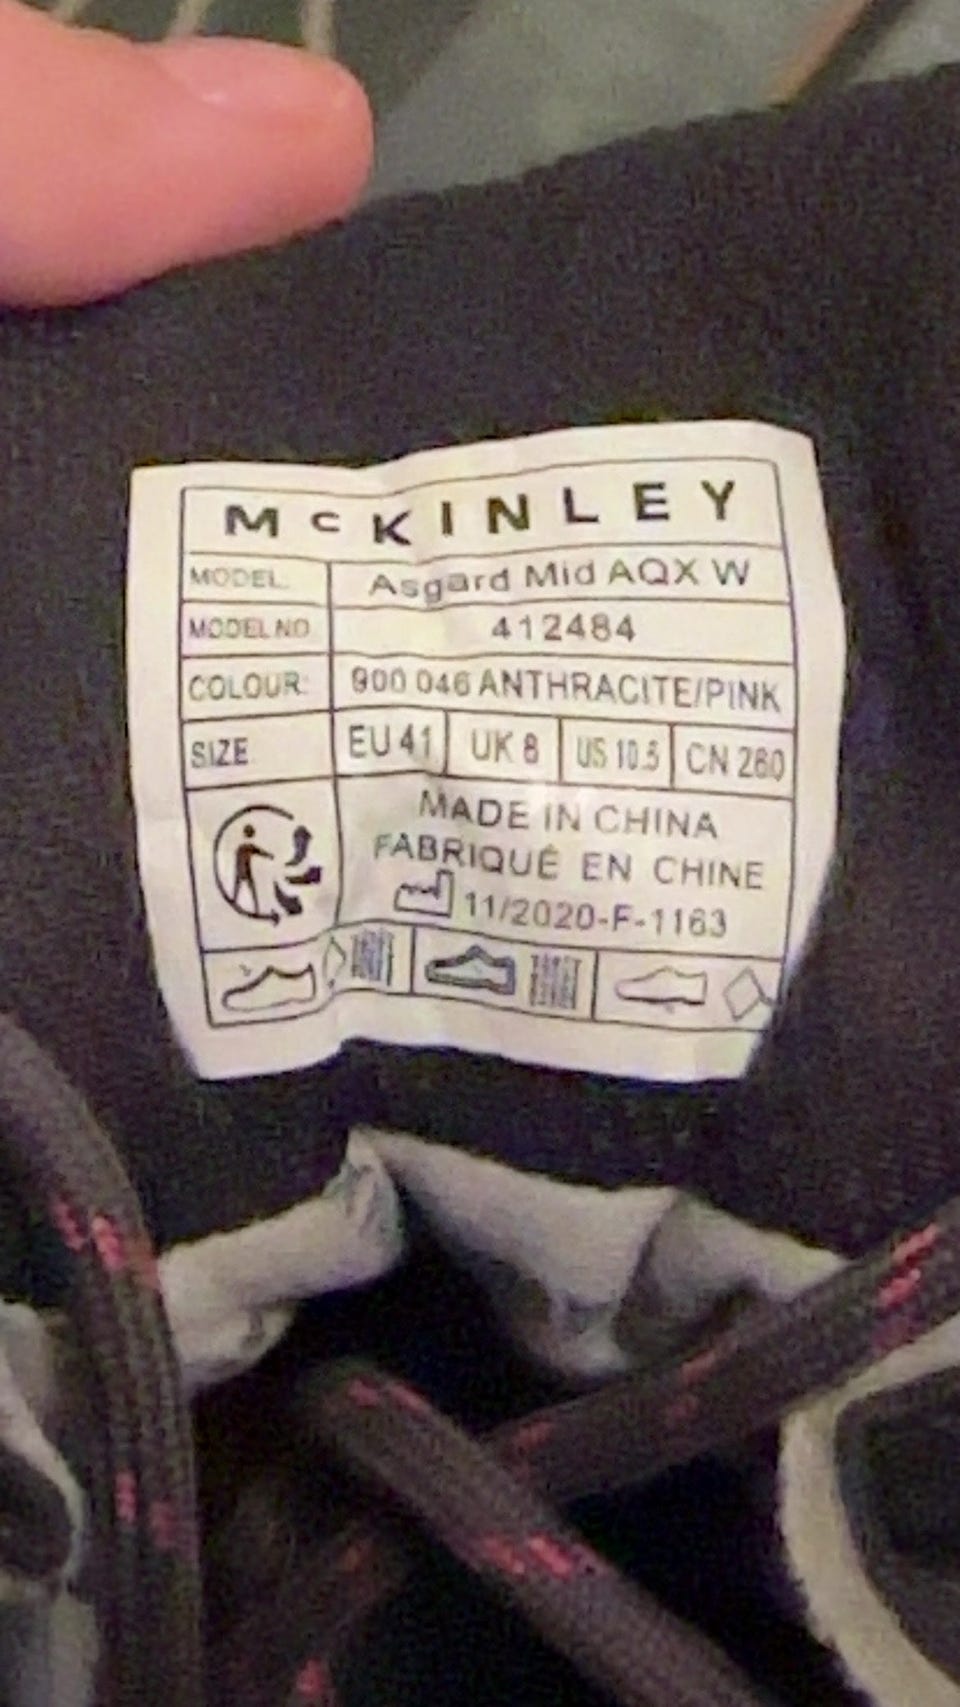 McKINLEY
MODEL: Asgard Mid AQX W
MODEL NO. 412484
COLOUR: 900 046 ANTHRACITE/PINK
SIZE EU 41 UK 8 US 10.5 CN 260
MADE IN CHINA
FABRIQUÉ EN CHINE
11/2020-F-1163